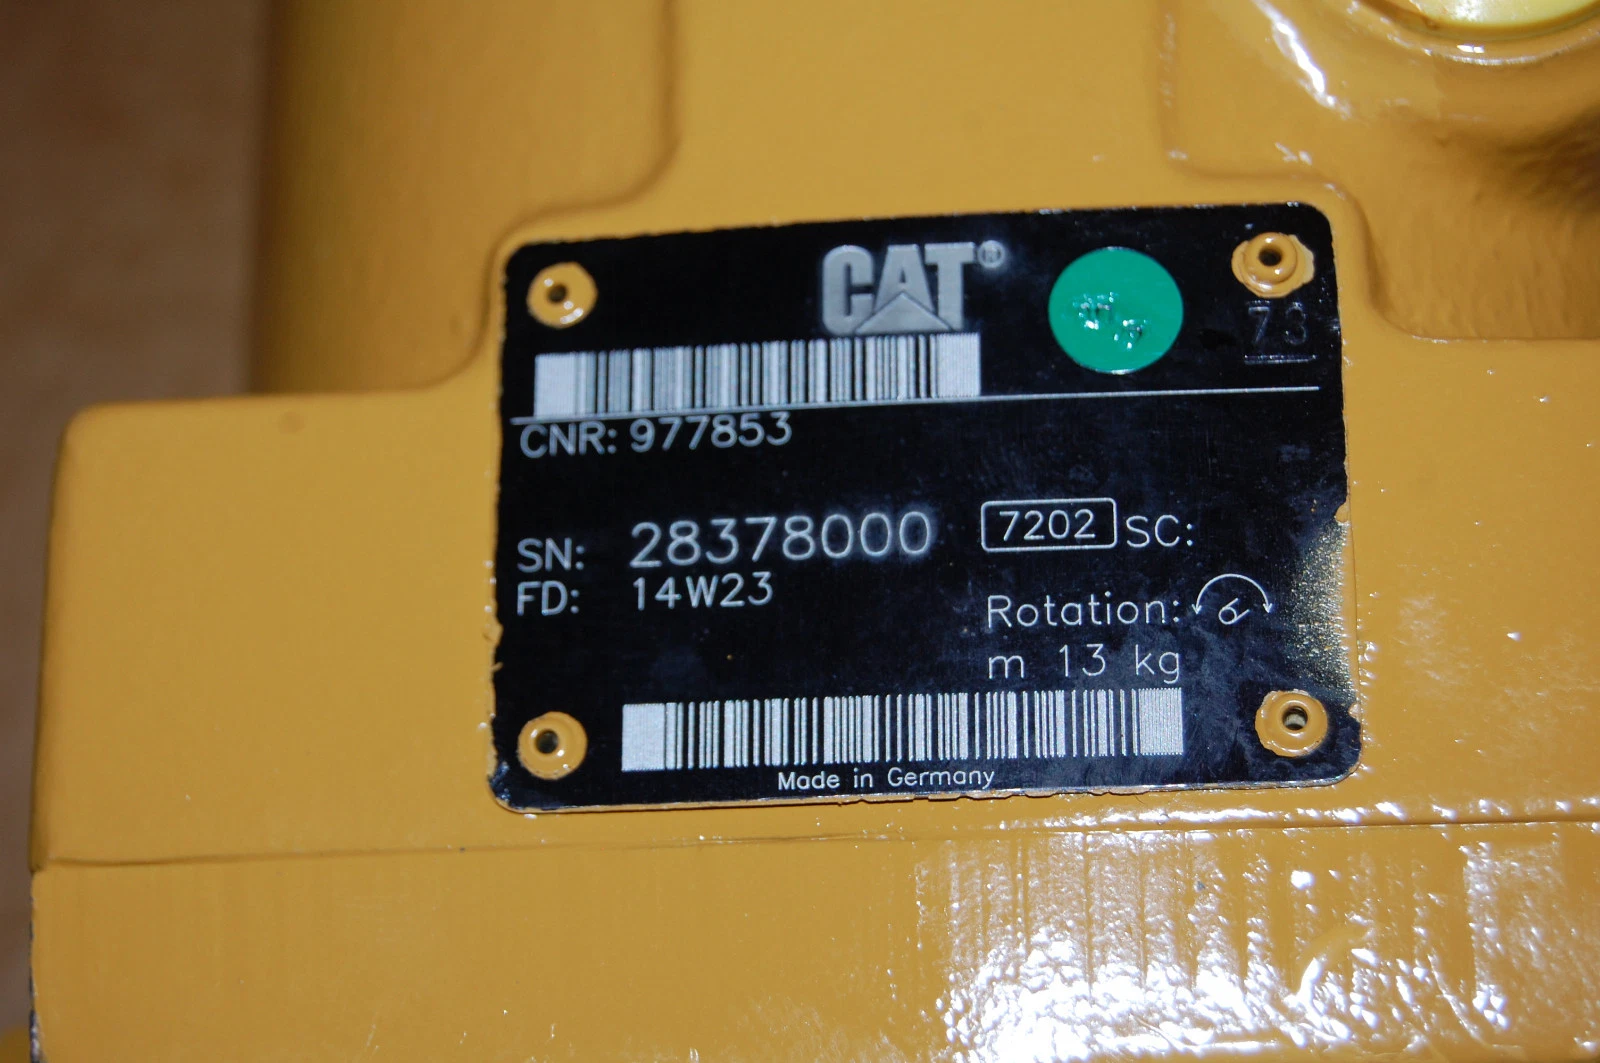 CAT®
73
CNR: 977853
SN: 28378000 7202 SC:
FD: 14W23
Rotation:
m 13 kg
Made in Germany